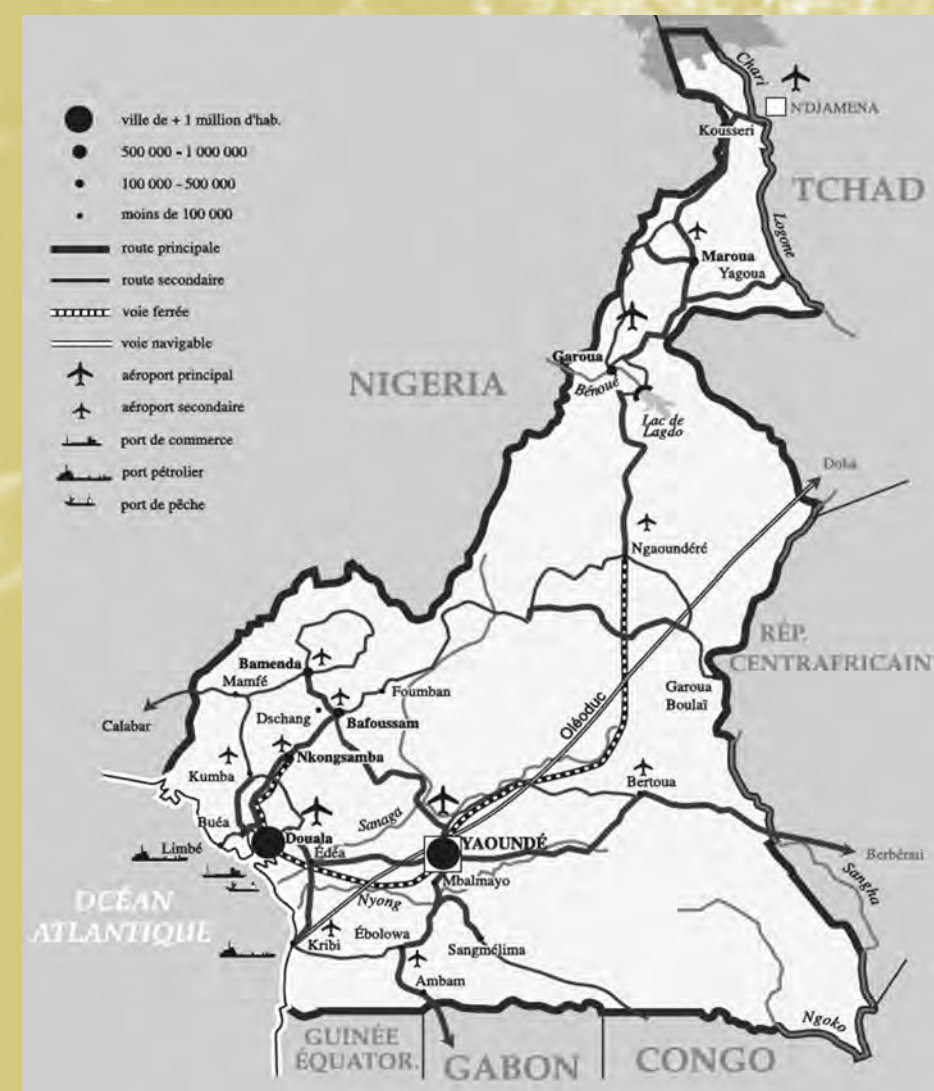 ville de + 1 million d'hab.
500 000 - 1 000 000
100 000 - 500 000
moins de 100 000
route principale
route secondaire
voie ferrée
voie navigable
aéroport principal
aéroport secondaire
port de commerce
port pétrolier
port de pêche
Chari
N'DJAMENA
Kousseri
TCHAD
Logone
Maroua
Yagoua
Garoua
Bénoué
NIGERIA
Lac de
Lagdo
Doba
Ngaoundéré
RÉP.
CENTRAFRICAIN
Bamenda
Mamfé
Foumban
Garoua
Boulaï
Dschang
Bafoussam
Calabar
Oléoduc
Nkongsamba
Kumba
Bertoua
Buéa
Sanaga
Douala
YAOUNDÉ
Limbé
Édéa
Berbérati
Mbalmayo
Sangha
Nyong
OCÉAN
ATLANTIQUE
Kribi
Ébolowa
Sangmélima
Ambam
Ngoko
GUINÉE
ÉQUATOR.
GABON
CONGO